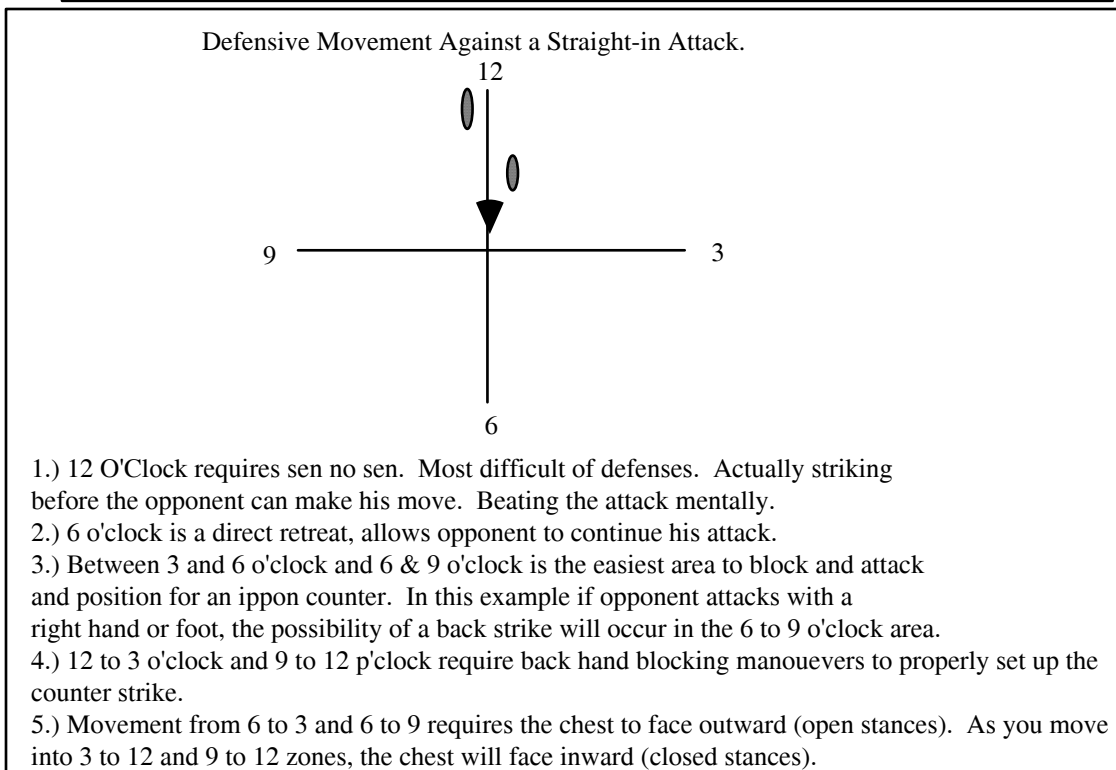 Defensive Movement Against a Straight-in Attack.
12
9
3
6
1.) 12 O'Clock requires sen no sen. Most difficult of defenses. Actually striking
before the opponent can make his move. Beating the attack mentally.
2.) 6 o'clock is a direct retreat, allows opponent to continue his attack.
3.) Between 3 and 6 o'clock and 6 & 9 o'clock is the easiest area to block and attack
and position for an ippon counter. In this example if opponent attacks with a
right hand or foot, the possibility of a back strike will occur in the 6 to 9 o'clock area.
4.) 12 to 3 o'clock and 9 to 12 p'clock require back hand blocking manouevers to properly set up the
counter strike.
5.) Movement from 6 to 3 and 6 to 9 requires the chest to face outward (open stances). As you move
into 3 to 12 and 9 to 12 zones, the chest will face inward (closed stances).